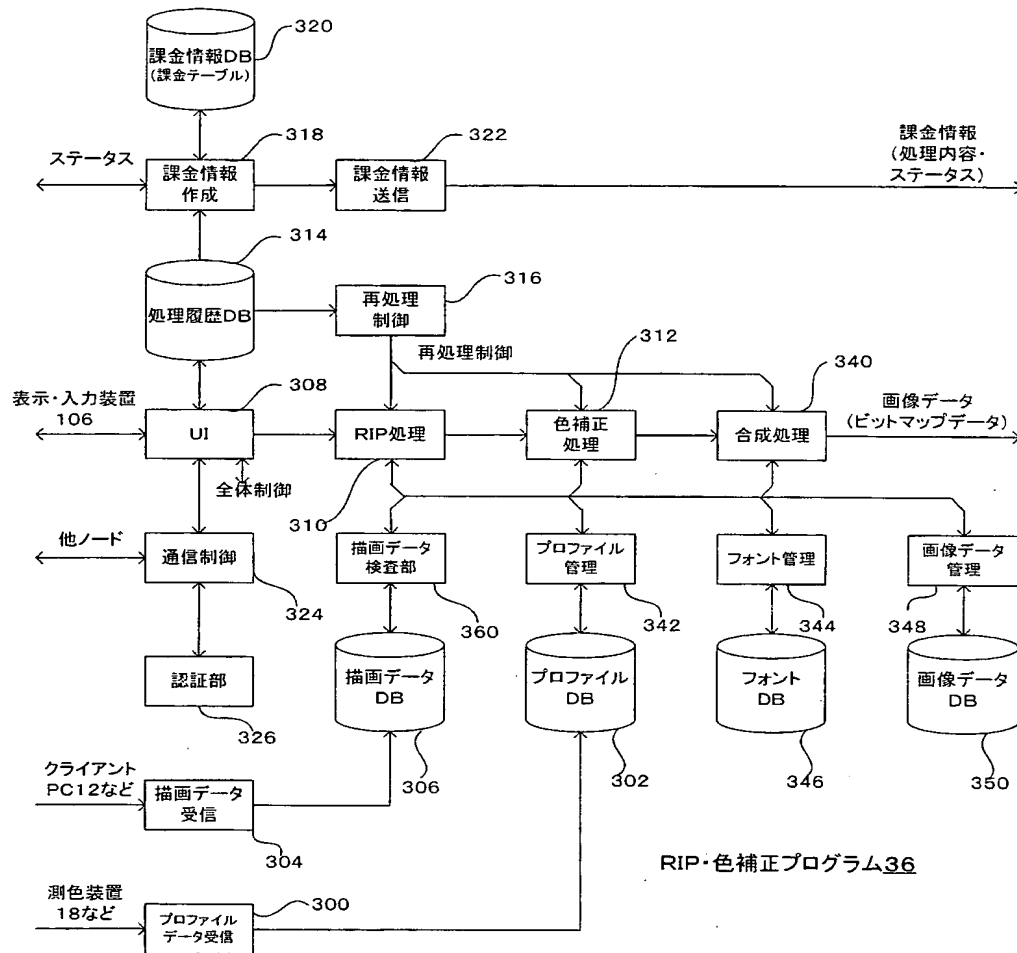 320
課金情報DB
(課金テーブル)
318
322
ステータス
課金情報
作成
課金情報
送信
課金情報
(処理内容・
ステータス)
314
316
処理履歴DB
再処理
制御
再処理制御
312
340
308
表示・入力装置
106
UI
RIP処理
色補正
処理
合成処理
画像データ
(ビットマップデータ)
全体制御
310
他ノード
通信制御
324
描画データ
検査部
360
プロファイル
管理
342
フォント管理
344
画像データ
管理
348
認証部
326
描画データ
DB
306
プロファイル
DB
302
フォント
DB
346
画像データ
DB
350
クライアント
PC12など
描画データ
受信
304
RIP・色補正プログラム36
測色装置
18など
300
プロファイル
データ受信